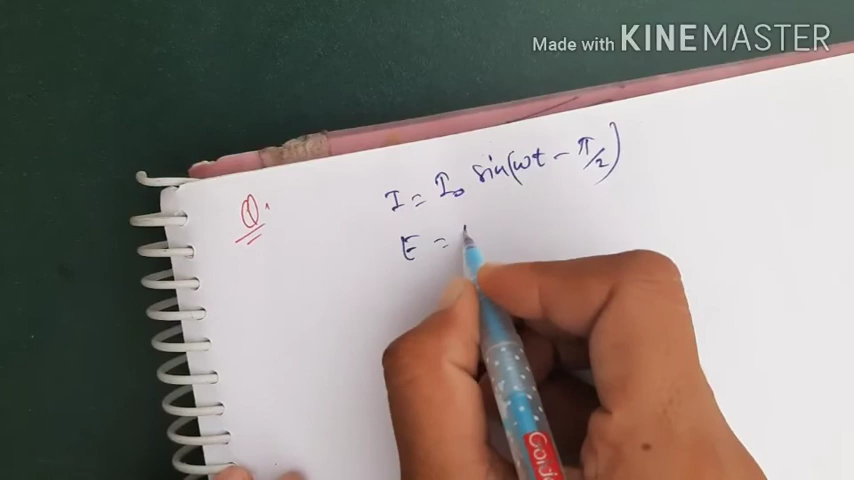 Made with KINEMASTER
Q.
I = I₀ sin(ωt - π/2)
E =